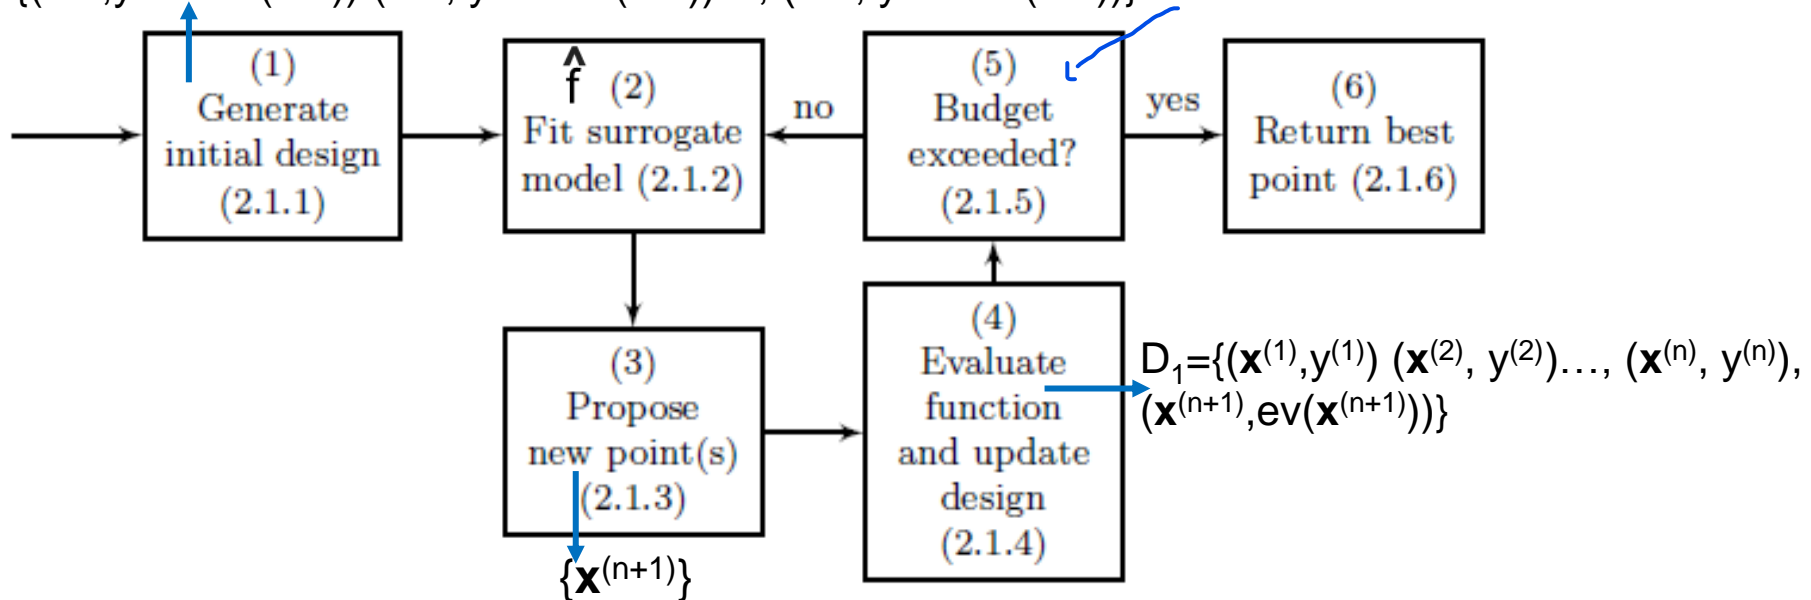 (1)
Generate
initial design
(2.1.1)
f̂ (2)
Fit surrogate
model (2.1.2)
no
(5)
Budget
exceeded?
(2.1.5)
yes
(6)
Return best
point (2.1.6)
(3)
Propose
new point(s)
(2.1.3)
{x⁽ⁿ⁺¹⁾}
(4)
Evaluate
function
and update
design
(2.1.4)
D₁={(x⁽¹⁾,y⁽¹⁾) (x⁽²⁾, y⁽²⁾)…, (x⁽ⁿ⁾, y⁽ⁿ⁾),
(x⁽ⁿ⁺¹⁾,ev(x⁽ⁿ⁺¹⁾))}